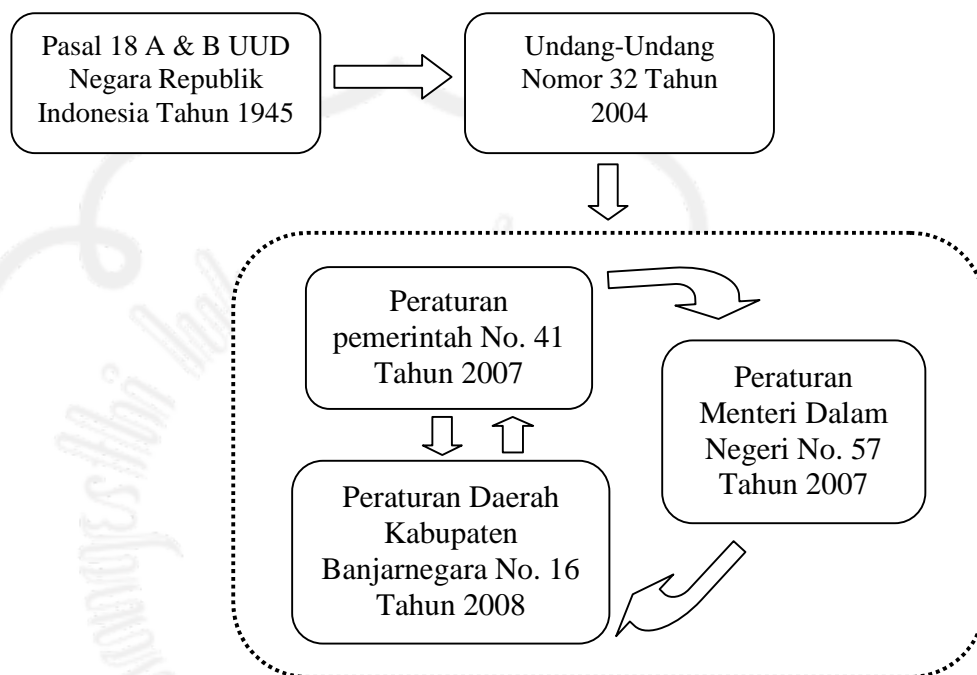 Pasal 18 A & B UUD
Negara Republik
Indonesia Tahun 1945
Undang-Undang
Nomor 32 Tahun
2004
Peraturan
pemerintah No. 41
Tahun 2007
Peraturan
Menteri Dalam
Negeri No. 57
Tahun 2007
Peraturan Daerah
Kabupaten
Banjarnegara No. 16
Tahun 2008